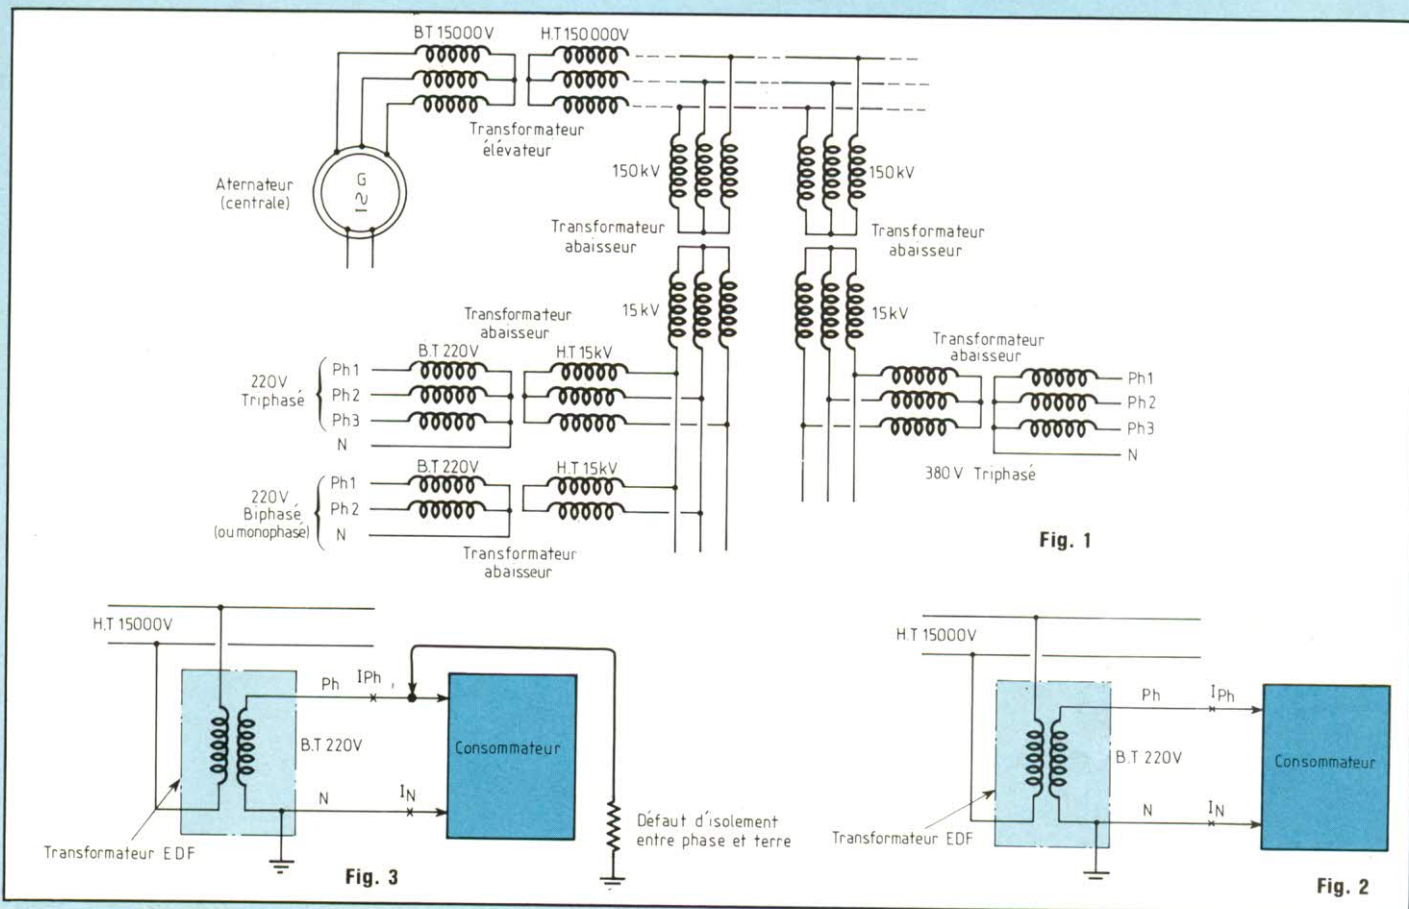 BT 15000V
H.T 150000V
Transformateur
élévateur
Aternateur
(centrale)
G
150kV
150kV
Transformateur
abaisseur
Transformateur
abaisseur
15kV
15kV
Transformateur
abaisseur
B.T 220V
H.T 15kV
220V
Triphasé
Ph1
Ph2
Ph3
N
B.T 220V
H.T 15kV
220V
Biphasé
(ou monophasé)
Ph1
Ph2
N
Transformateur
abaisseur
Transformateur
abaisseur
Ph1
Ph2
Ph3
N
380V Triphasé
Fig. 1
H.T 15000V
Ph
IPh
B.T 220V
Consommateur
N
IN
Transformateur EDF
Défaut d'isolement
entre phase et terre
Fig. 3
H.T 15000V
Ph
IPh
B.T 220V
Consommateur
N
IN
Transformateur EDF
Fig. 2